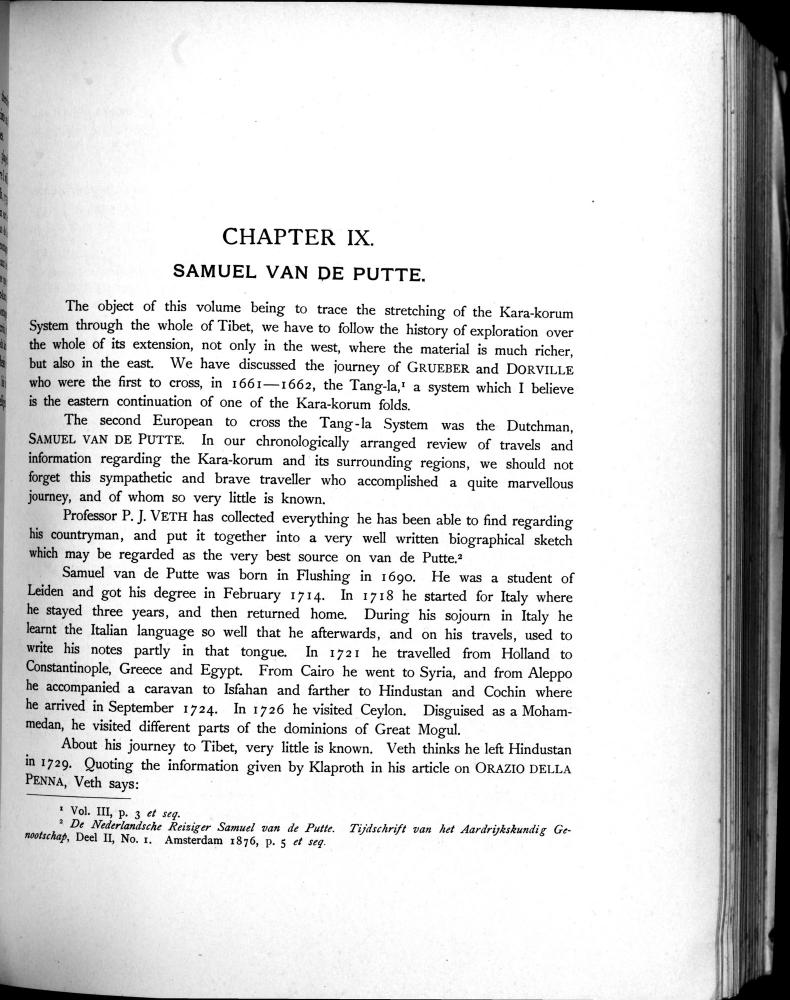 CHAPTER IX.
SAMUEL VAN DE PUTTE.
The object of this volume being to trace the stretching of the Kara-korum
System through the whole of Tibet, we have to follow the history of exploration over
the whole of its extension, not only in the west, where the material is much richer,
but also in the east. We have discussed the journey of GRUEBER and DORVILLE
who were the first to cross, in 1661—1662, the Tang-la,¹ a system which I believe
is the eastern continuation of one of the Kara-korum folds.
The second European to cross the Tang-la System was the Dutchman,
SAMUEL VAN DE PUTTE. In our chronologically arranged review of travels and
information regarding the Kara-korum and its surrounding regions, we should not
forget this sympathetic and brave traveller who accomplished a quite marvellous
journey, and of whom so very little is known.
Professor P. J. VETH has collected everything he has been able to find regarding
his countryman, and put it together into a very well written biographical sketch
which may be regarded as the very best source on van de Putte.²
Samuel van de Putte was born in Flushing in 1690. He was a student of
Leiden and got his degree in February 1714. In 1718 he started for Italy where
he stayed three years, and then returned home. During his sojourn in Italy he
learnt the Italian language so well that he afterwards, and on his travels, used to
write his notes partly in that tongue. In 1721 he travelled from Holland to
Constantinople, Greece and Egypt. From Cairo he went to Syria, and from Aleppo
he accompanied a caravan to Isfahan and farther to Hindustan and Cochin where
he arrived in September 1724. In 1726 he visited Ceylon. Disguised as a Moham-
medan, he visited different parts of the dominions of Great Mogul.
About his journey to Tibet, very little is known. Veth thinks he left Hindustan
in 1729. Quoting the information given by Klaproth in his article on ORAZIO DELLA
PENNA, Veth says:
¹ Vol. III, p. 3 et seq.
² De Nederlandsche Reiziger Samuel van de Putte. Tijdschrift van het Aardrijkskundig Ge-
nootschap, Deel II, No. 1. Amsterdam 1876, p. 5 et seq.